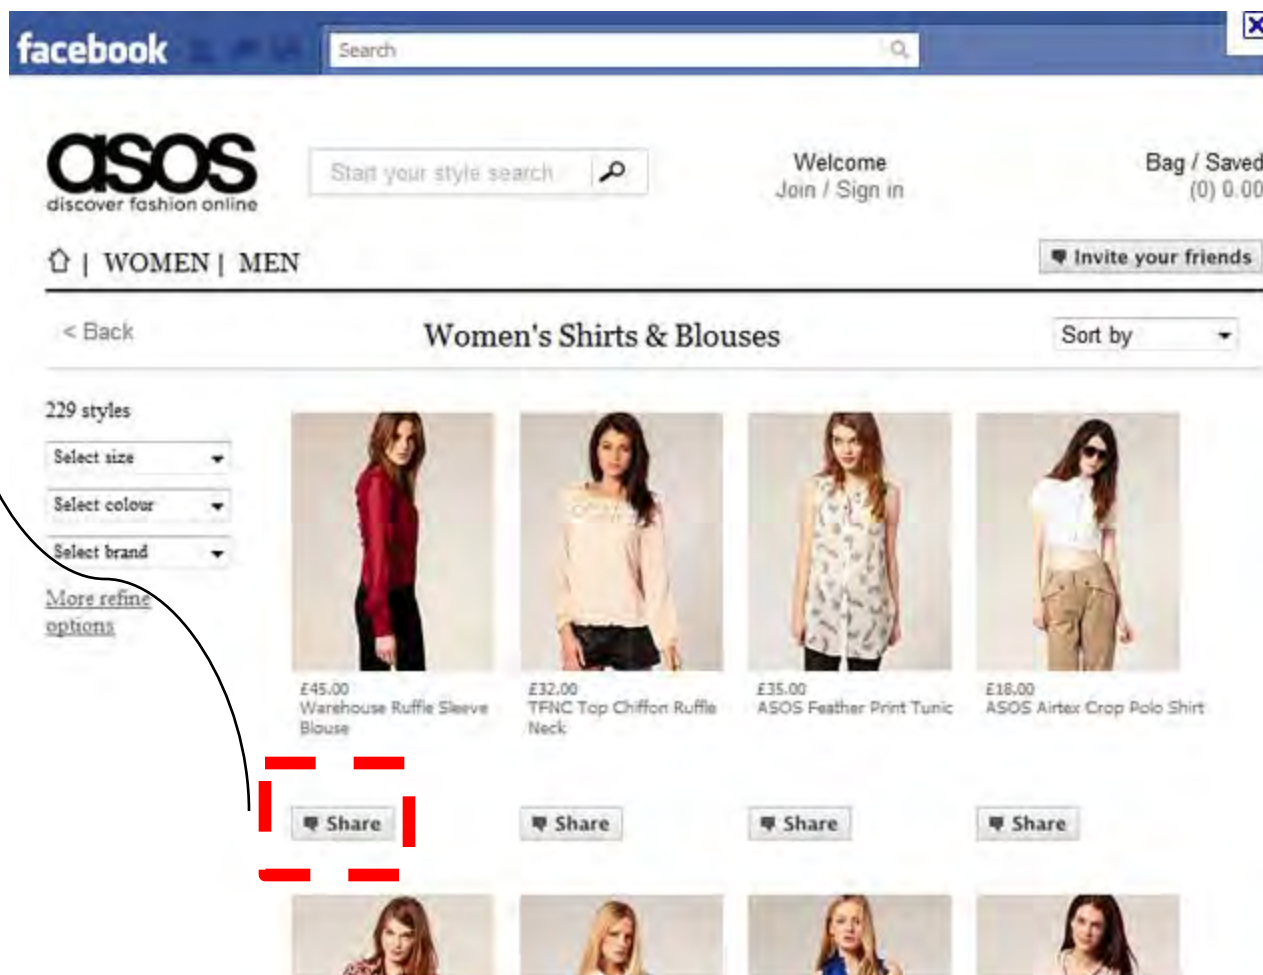 facebook
Search
asos
discover fashion online
Start your style search
Welcome
Join / Sign in
Bag / Saved
(0) 0.00
| WOMEN | MEN
Invite your friends
< Back
Women's Shirts & Blouses
Sort by
229 styles
Select size
Select colour
Select brand
More refine
options
£45.00
Warehouse Ruffle Sleeve
Blouse
£32.00
TFNC Top Chiffon Ruffle
Neck
£35.00
ASOS Feather Print Tunic
£18.00
ASOS Airtex Crop Polo Shirt
Share
Share
Share
Share